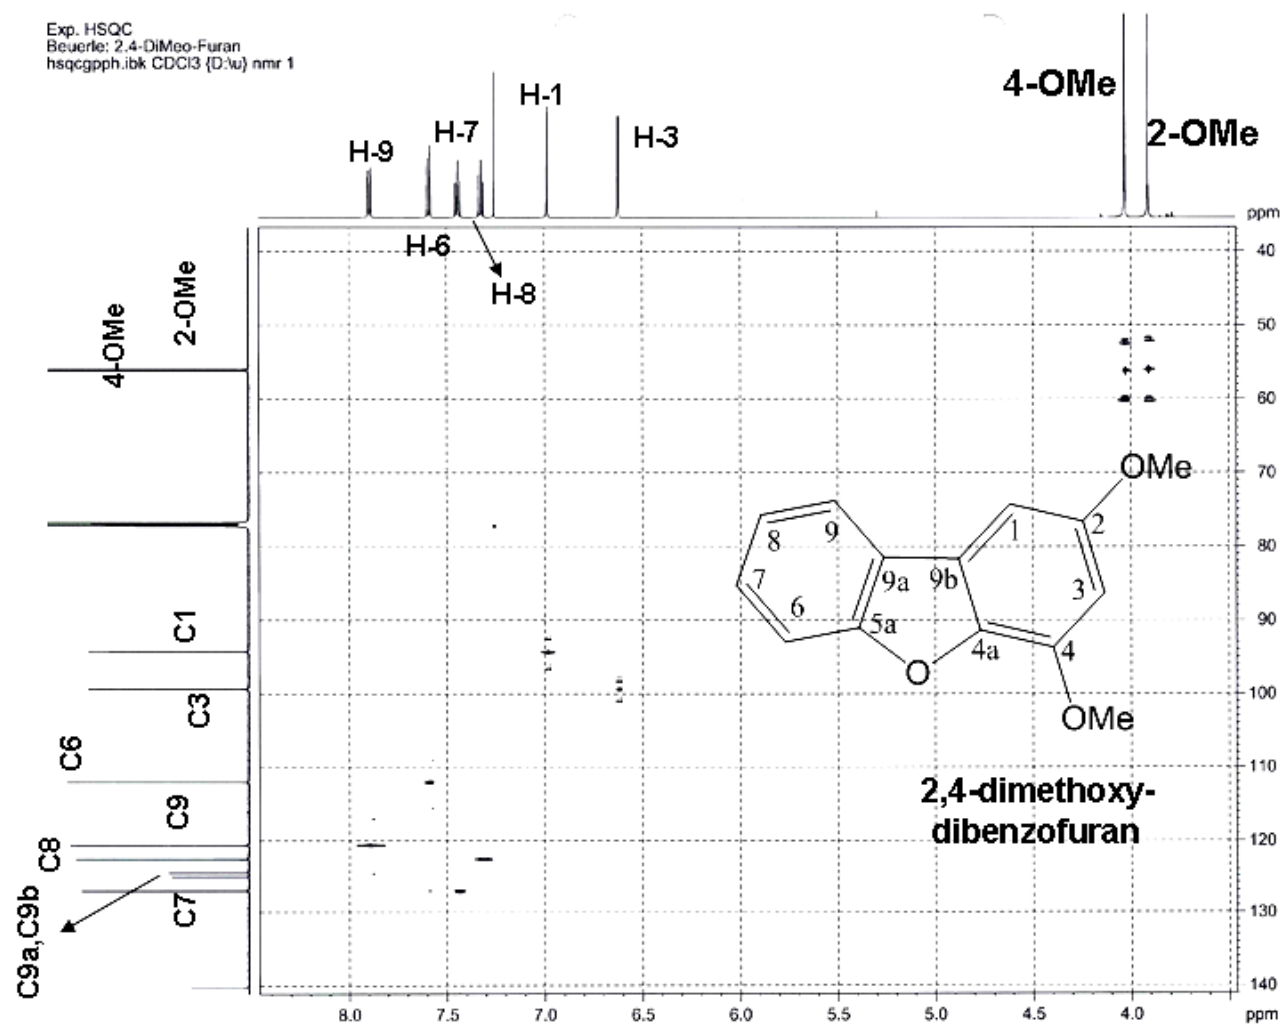 Exp. HSQC
Beuerle: 2,4-DiMeo-Furan
hsqcgpph.ibk CDCl3 {D:\u} nmr 1
4-OMe
H-1
2-OMe
H-7
H-3
H-9
ppm
H-6
H-8
40
2-OMe
4-OMe
50
60
OMe
70
1
2
8
9
80
7
9a
9b
3
6
C1
90
5a
4a
4
O
C3
100
OMe
C6
110
2,4-dimethoxy-
dibenzofuran
C9
120
C8
C7
130
C9a,C9b
140
8.0 7.5 7.0 6.5 6.0 5.5 5.0 4.5 4.0 ppm